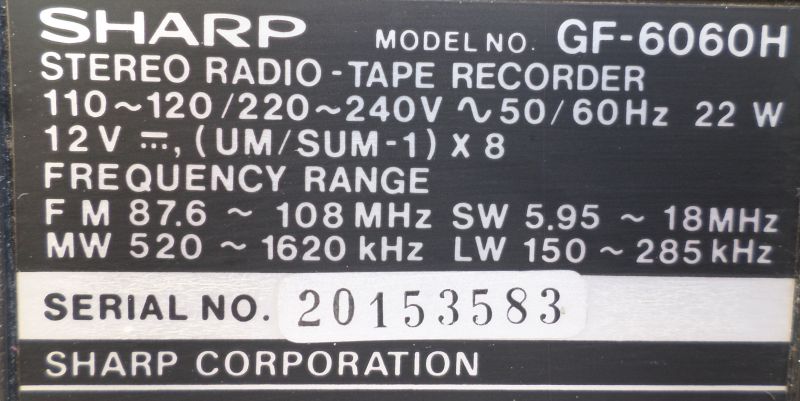 SHARP MODEL NO. GF-6060H
STEREO RADIO-TAPE RECORDER
110~120/220~240V ∿50/60Hz 22 W
12V ⎓, (UM/SUM-1) X 8
FREQUENCY RANGE
F M 87.6 ~ 108 MHz SW 5.95 ~ 18MHz
MW 520 ~ 1620 kHz LW 150 ~ 285 kHz
SERIAL NO. 20153583
SHARP CORPORATION